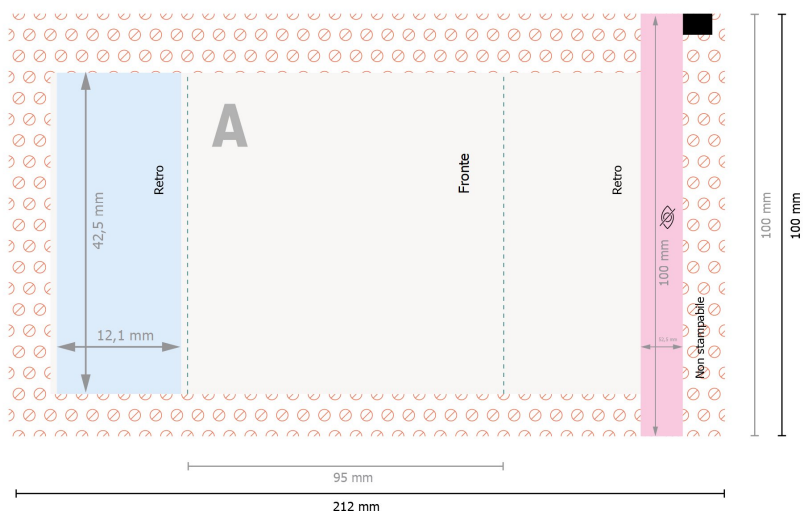 A
Retro
Fronte
Retro
42,5 mm
12,1 mm
100 mm
Non stampabile
100 mm
100 mm
95 mm
212 mm